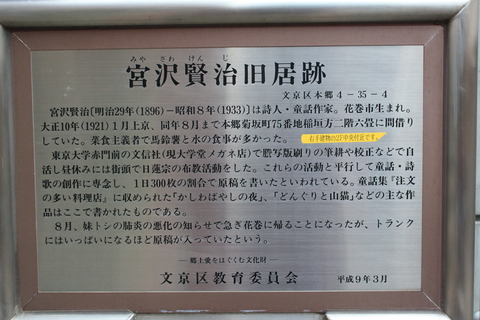 みやざわけんじ
宮沢賢治旧居跡
文京区本郷4-35-4
宮沢賢治[明治29年(1896)-昭和8年(1933)]は詩人・童話作家。花巻市生まれ。
大正10年(1921)1月上京、同年8月まで本郷菊坂町75番地稲垣方二階六畳に間借り
していた。菜食主義者で馬鈴薯と水の食事が多かった。
右手建物の2F中央付近です。
東京大学赤門前の文信社(現大学堂メガネ店)で謄写版刷りの筆耕や校正などで自
活し昼休みには街頭で日蓮宗の布教活動をした。これらの活動と平行して童話・詩
歌の創作に専念し、1日300枚の割合で原稿を書いたといわれている。童話集『注文
の多い料理店』に収められた「かしわばやしの夜」、「どんぐりと山猫」などの主な作
品はここで書かれたものである。
8月、妹トシの肺炎の悪化の知らせで急ぎ花巻に帰ることになったが、トランク
にはいっぱいになるほど原稿が入っていたという。
―郷土愛をはぐくむ文化財―
文京区教育委員会 平成9年3月